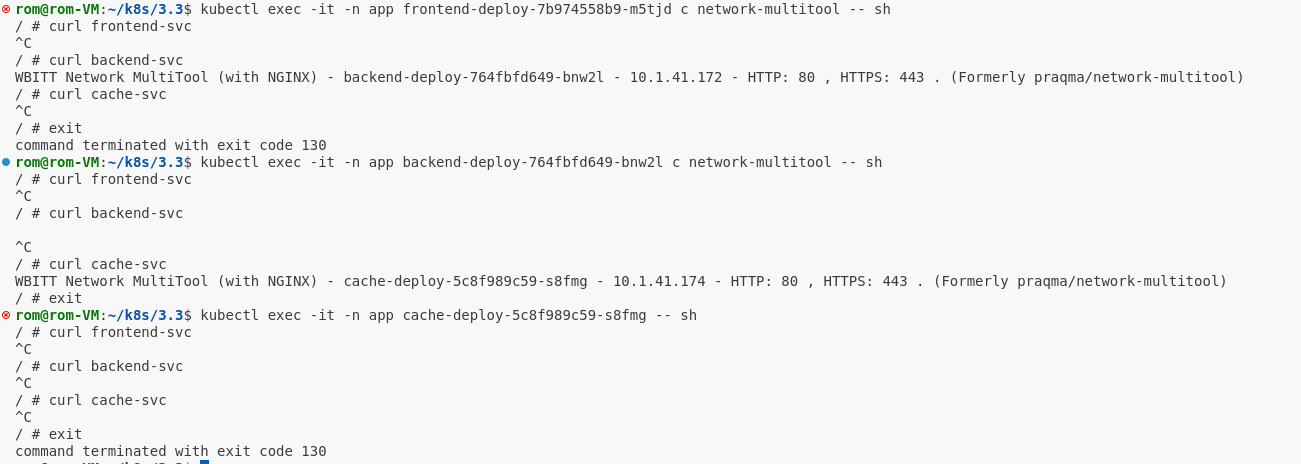 rom@rom-VM:~/k8s/3.3$ kubectl exec -it -n app frontend-deploy-7b974558b9-m5tjd c network-multitool -- sh
/ # curl frontend-svc
^C
/ # curl backend-svc
WBITT Network MultiTool (with NGINX) - backend-deploy-764fbfd649-bnw2l - 10.1.41.172 - HTTP: 80 , HTTPS: 443 . (Formerly praqma/network-multitool)
/ # curl cache-svc
^C
/ # exit
command terminated with exit code 130
rom@rom-VM:~/k8s/3.3$ kubectl exec -it -n app backend-deploy-764fbfd649-bnw2l c network-multitool -- sh
/ # curl frontend-svc
^C
/ # curl backend-svc
^C
/ # curl cache-svc
WBITT Network MultiTool (with NGINX) - cache-deploy-5c8f989c59-s8fmg - 10.1.41.174 - HTTP: 80 , HTTPS: 443 . (Formerly praqma/network-multitool)
/ # exit
rom@rom-VM:~/k8s/3.3$ kubectl exec -it -n app cache-deploy-5c8f989c59-s8fmg -- sh
/ # curl frontend-svc
^C
/ # curl backend-svc
^C
/ # curl cache-svc
^C
/ # exit
command terminated with exit code 130